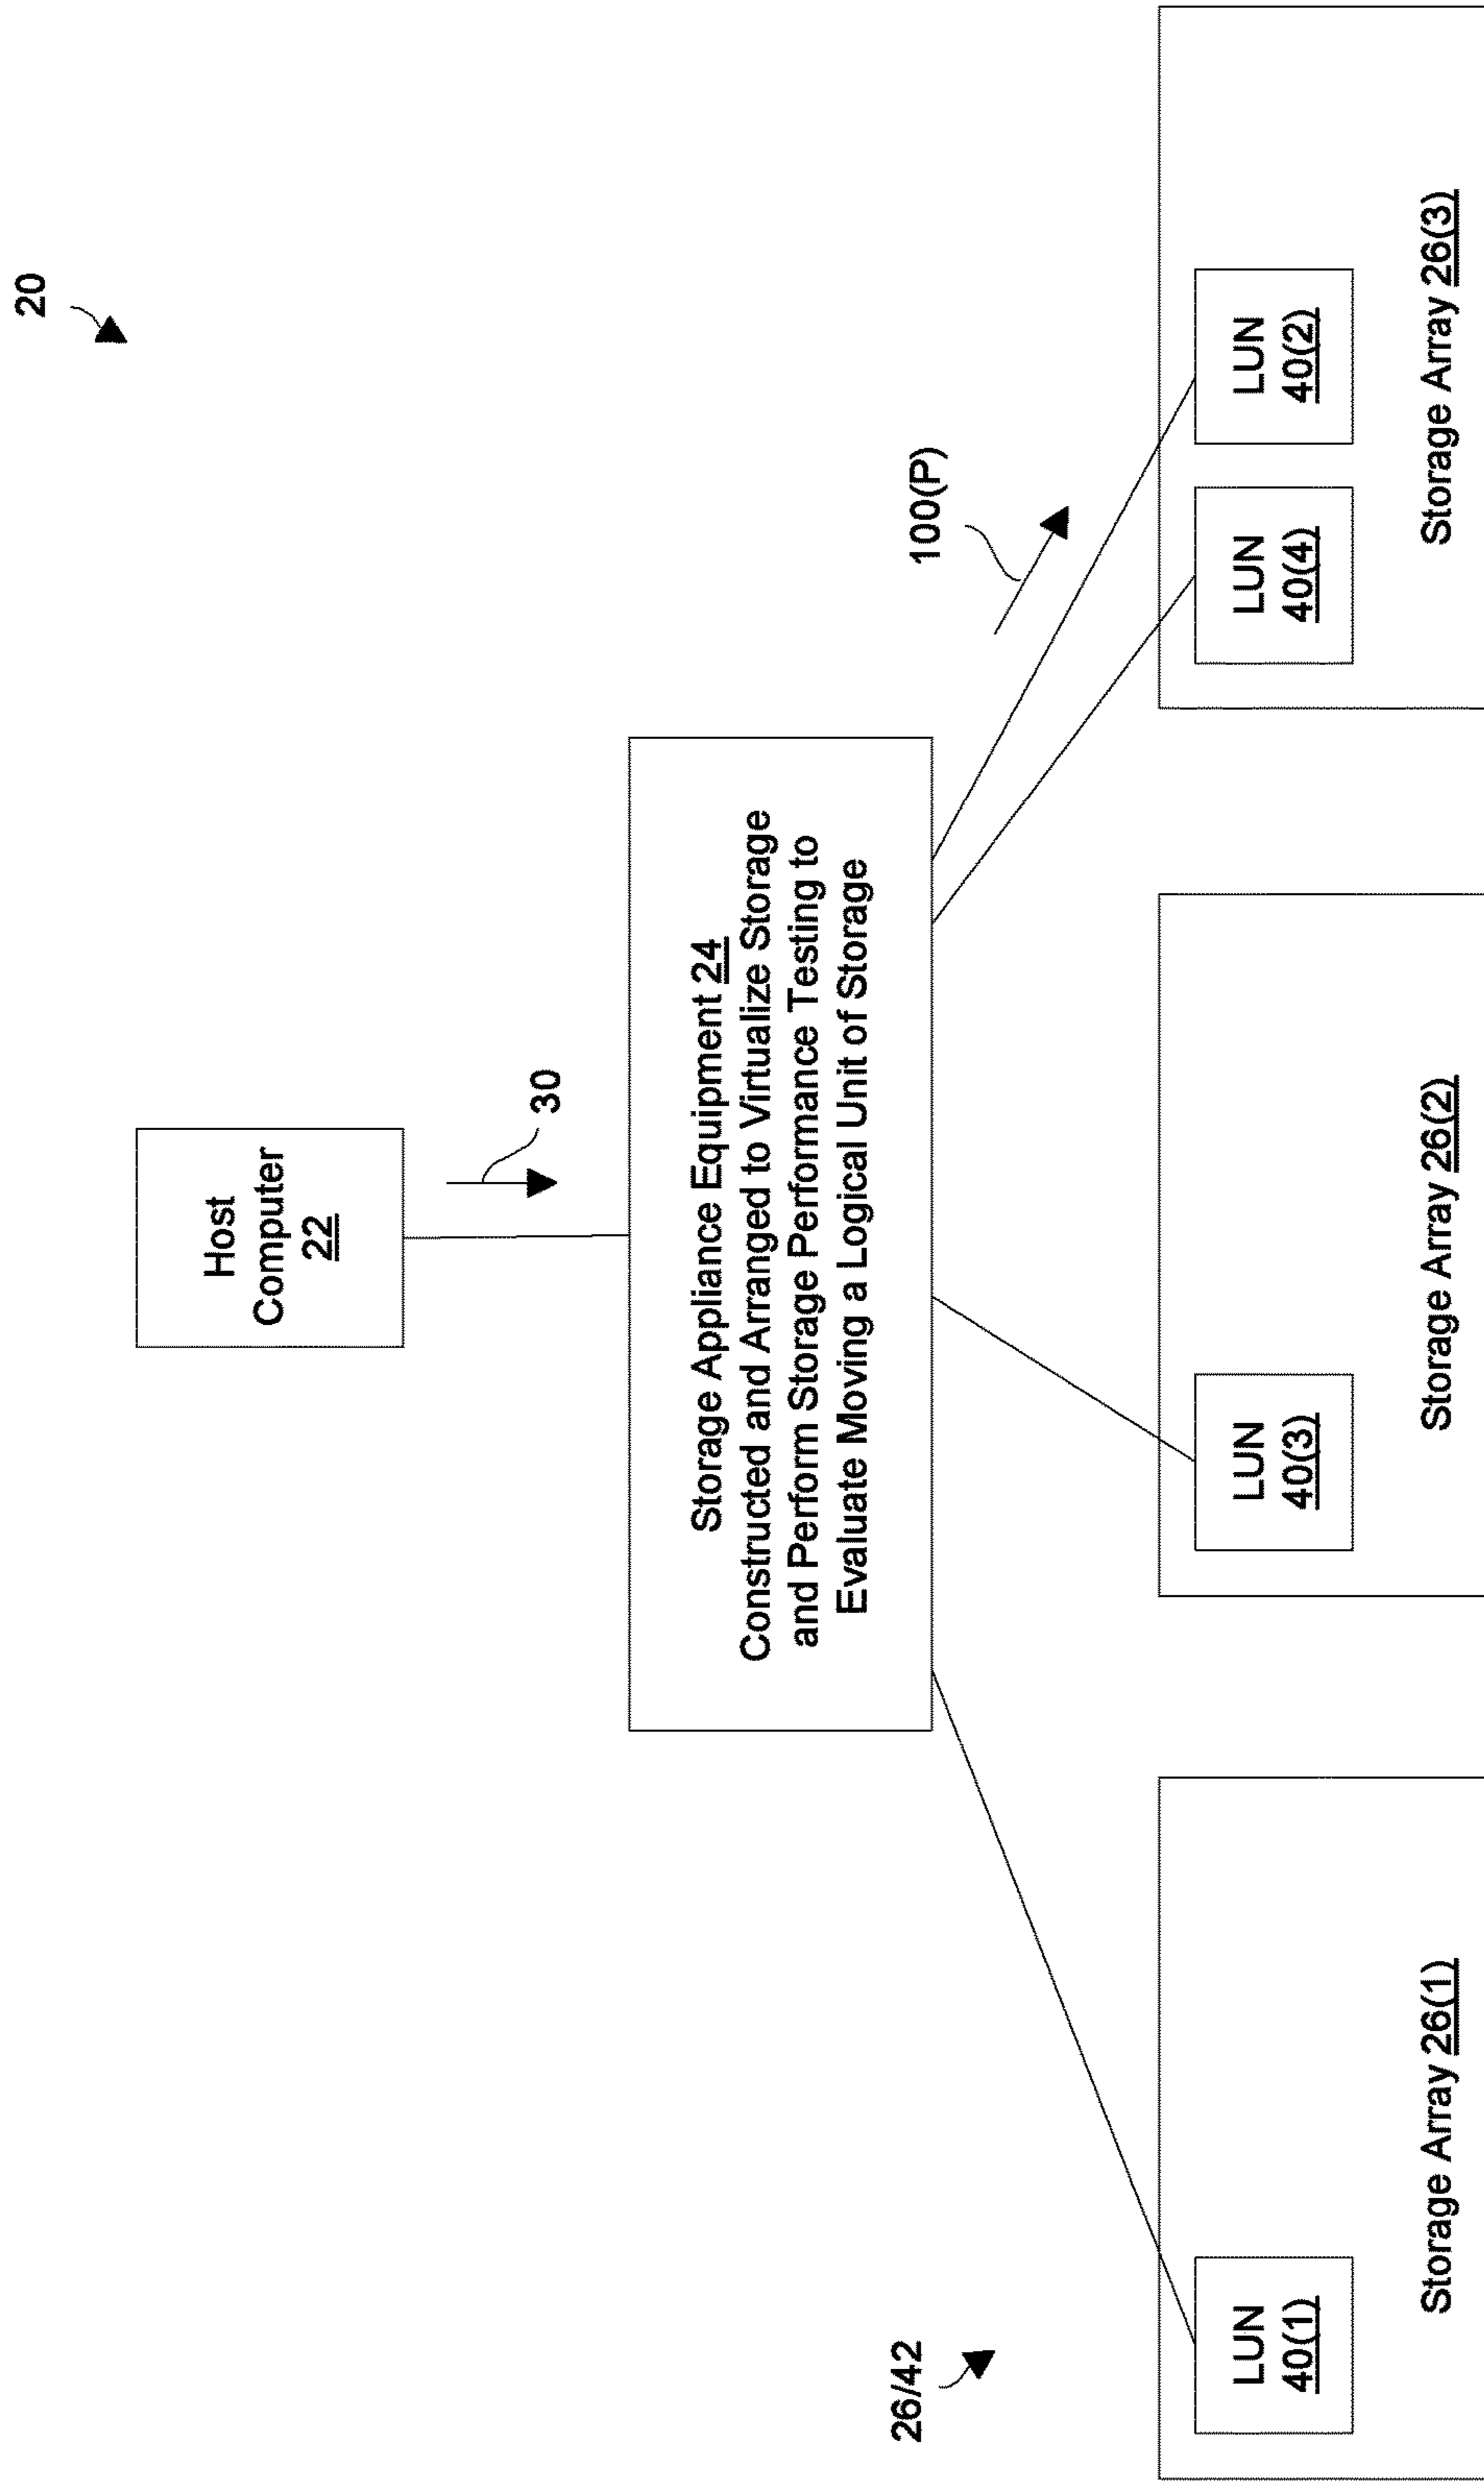 20
Host
Computer
22
30
Storage Appliance Equipment 24
Constructed and Arranged to Virtualize Storage
and Perform Storage Performance Testing to
Evaluate Moving a Logical Unit of Storage
26/42
100(P)
LUN
40(1)
Storage Array 26(1)
LUN
40(3)
Storage Array 26(2)
LUN
40(4)
LUN
40(2)
Storage Array 26(3)